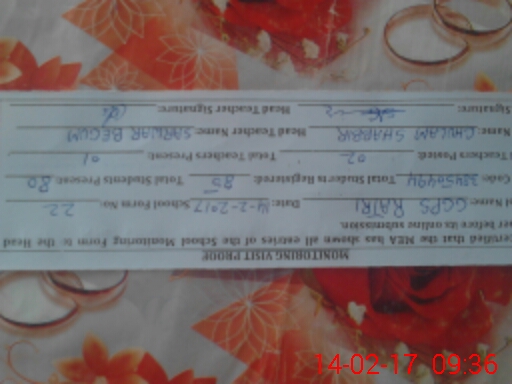 MONITORING VISIT PROOF
certified that the MEA has shown all entries of the School Monitoring Form to the Head
before its online submission.
GGPS RATRI Date: 14-2-2017 School Form No: 22
Code: Total Students Registered: 85 Total Students Present: 80
Teachers Posted: 02 Total Teachers Present: 02
Name: GHULAM SHABBIR Head Teacher Name: SARWAR BEGUM
Signature: Head Teacher Signature:
14-02-17 09:36